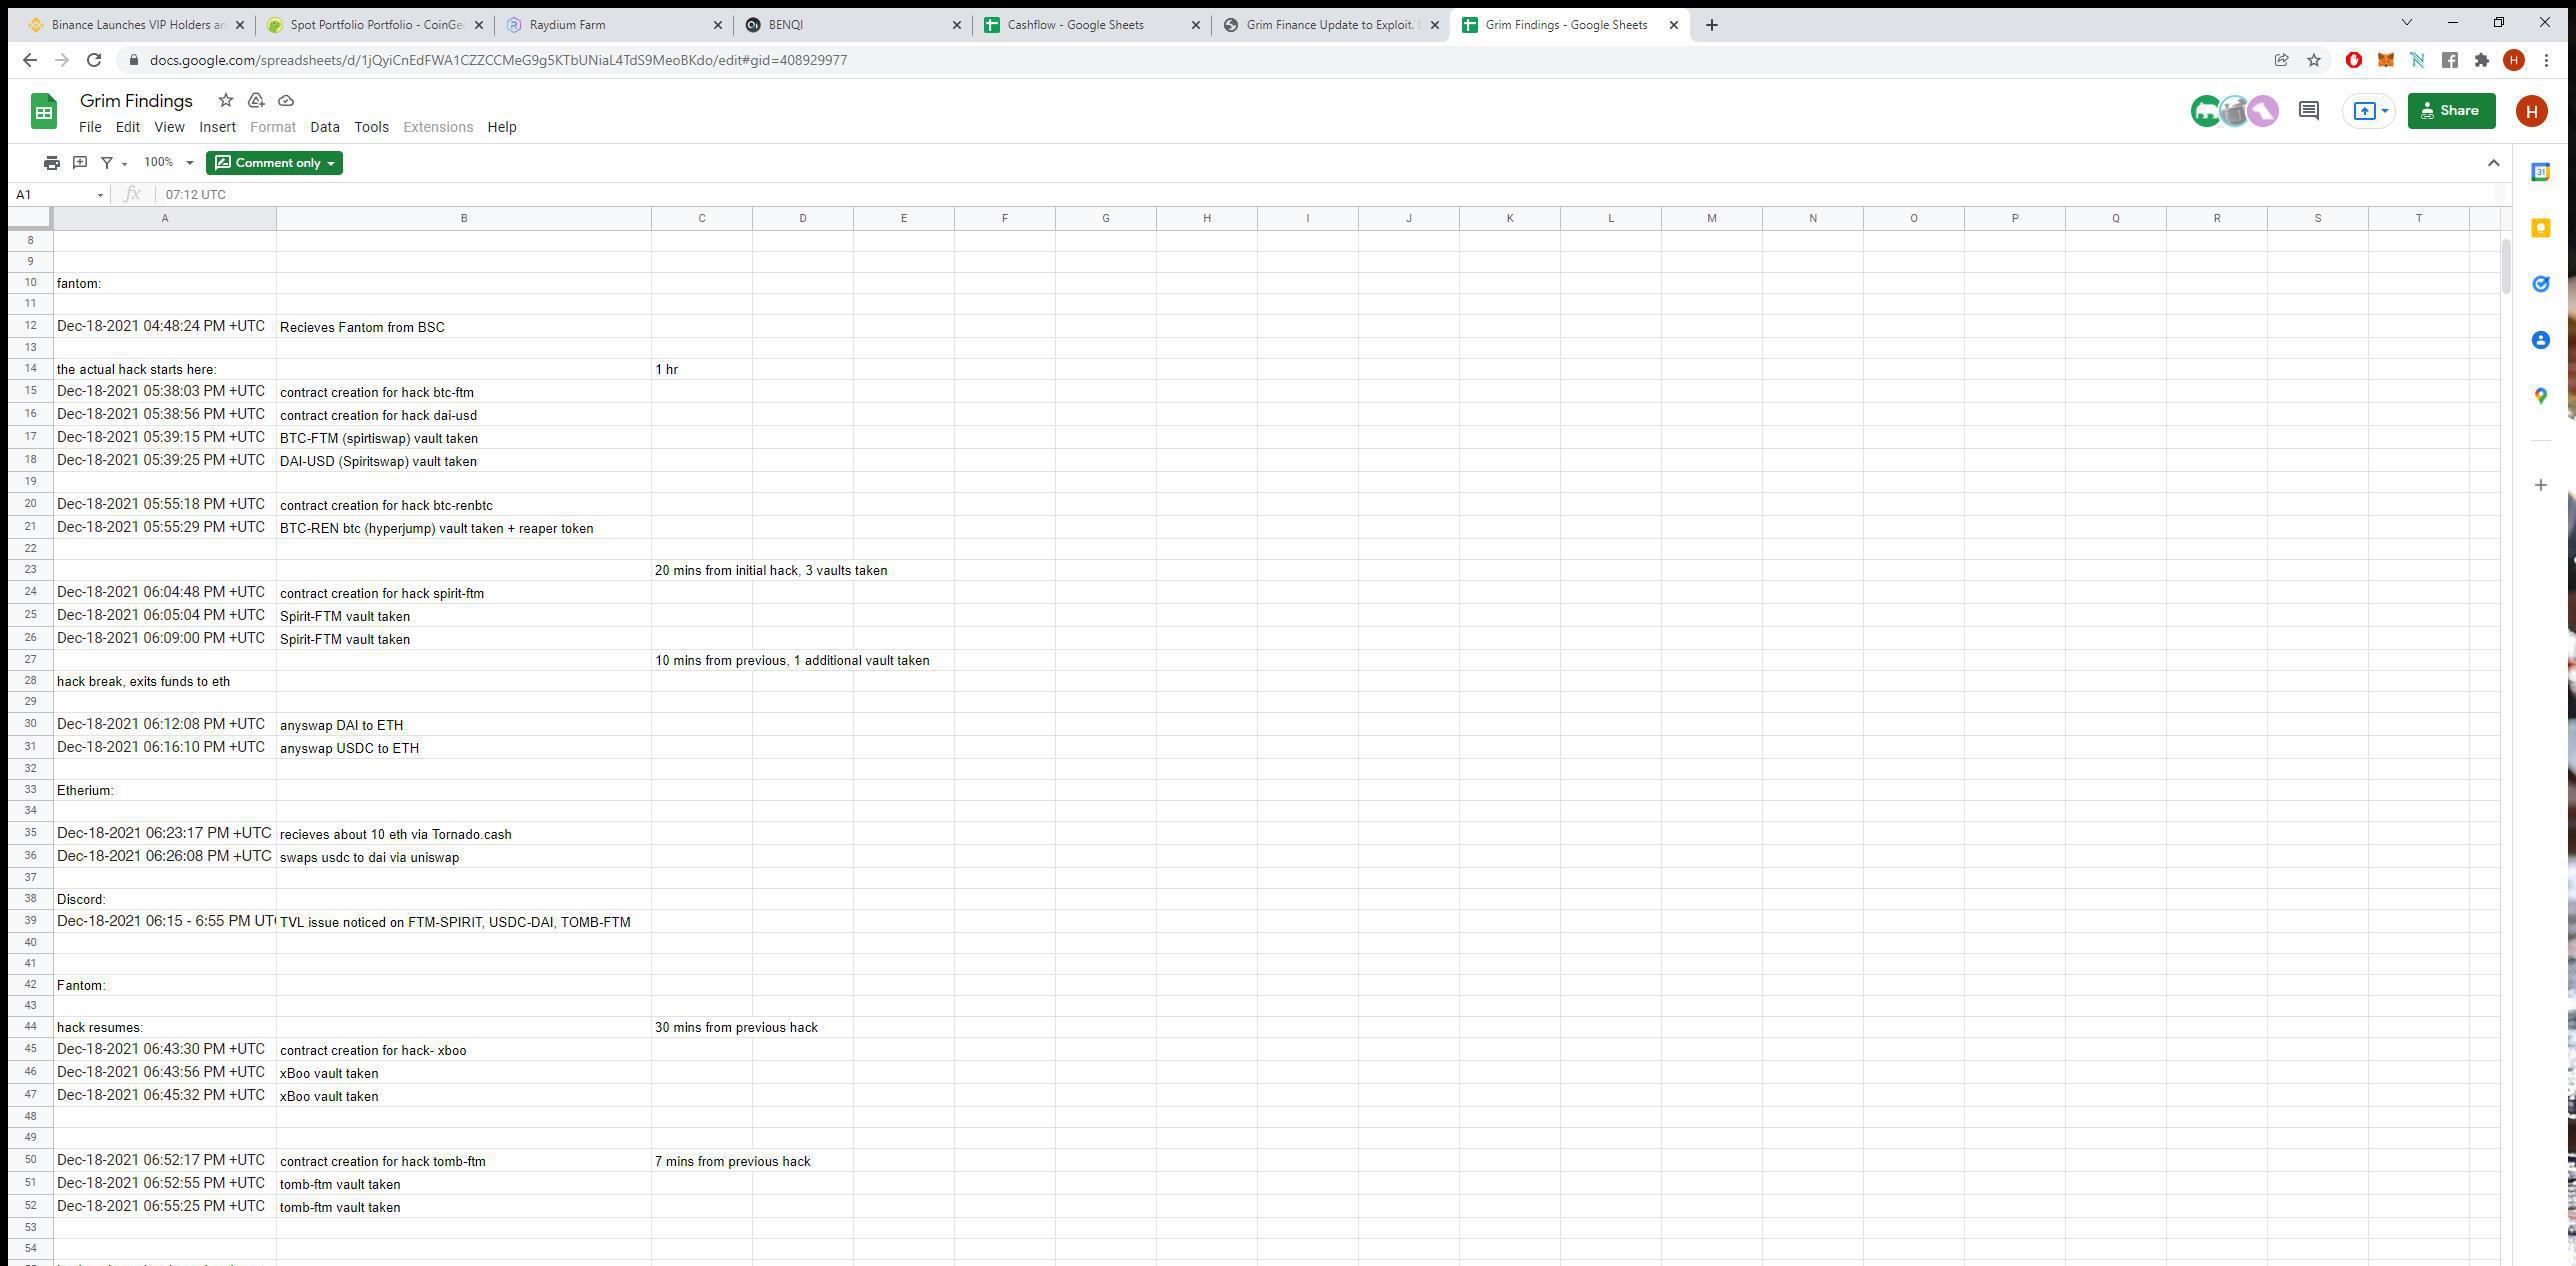 Binance Launches VIP Holders an
Spot Portfolio Portfolio - CoinGec
Raydium Farm
BENQI
Cashflow - Google Sheets
Grim Finance Update to Exploit.
Grim Findings - Google Sheets
docs.google.com/spreadsheets/d/1jQyiCnEdFWA1CZZCCMeG9g5KTbUNiaL4TdS9MeoBKdo/edit#gid=408929977
H
Grim Findings
File Edit View Insert Format Data Tools Extensions Help
Share
H
100%
Comment only
31
A1
fx
07:12 UTC
A B C D E F G H I J K L M N O P Q R S T
8
9
10 fantom:
11
12 Dec-18-2021 04:48:24 PM +UTC Recieves Fantom from BSC
13
14 the actual hack starts here: 1 hr
15 Dec-18-2021 05:38:03 PM +UTC contract creation for hack btc-ftm
16 Dec-18-2021 05:38:56 PM +UTC contract creation for hack dai-usd
17 Dec-18-2021 05:39:15 PM +UTC BTC-FTM (spirtiswap) vault taken
18 Dec-18-2021 05:39:25 PM +UTC DAI-USD (Spiritswap) vault taken
19
20 Dec-18-2021 05:55:18 PM +UTC contract creation for hack btc-renbtc
21 Dec-18-2021 05:55:29 PM +UTC BTC-REN btc (hyperjump) vault taken + reaper token
22
23 20 mins from initial hack, 3 vaults taken
24 Dec-18-2021 06:04:48 PM +UTC contract creation for hack spirit-ftm
25 Dec-18-2021 06:05:04 PM +UTC Spirit-FTM vault taken
26 Dec-18-2021 06:09:00 PM +UTC Spirit-FTM vault taken
27 10 mins from previous, 1 additional vault taken
28 hack break, exits funds to eth
29
30 Dec-18-2021 06:12:08 PM +UTC anyswap DAI to ETH
31 Dec-18-2021 06:16:10 PM +UTC anyswap USDC to ETH
32
33 Etherium:
34
35 Dec-18-2021 06:23:17 PM +UTC recieves about 10 eth via Tornado.cash
36 Dec-18-2021 06:26:08 PM +UTC swaps usdc to dai via uniswap
37
38 Discord:
39 Dec-18-2021 06:15 - 6:55 PM UT TVL issue noticed on FTM-SPIRIT, USDC-DAI, TOMB-FTM
40
41
42 Fantom:
43
44 hack resumes: 30 mins from previous hack
45 Dec-18-2021 06:43:30 PM +UTC contract creation for hack- xboo
46 Dec-18-2021 06:43:56 PM +UTC xBoo vault taken
47 Dec-18-2021 06:45:32 PM +UTC xBoo vault taken
48
49
50 Dec-18-2021 06:52:17 PM +UTC contract creation for hack tomb-ftm 7 mins from previous hack
51 Dec-18-2021 06:52:55 PM +UTC tomb-ftm vault taken
52 Dec-18-2021 06:55:25 PM +UTC tomb-ftm vault taken
53
54